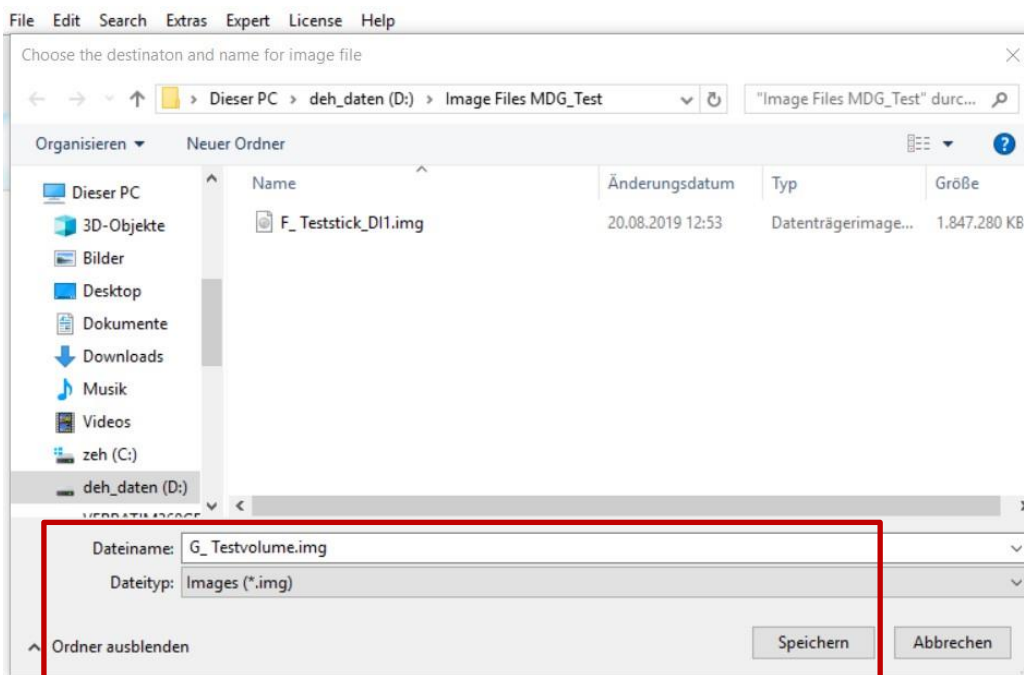 File Edit Search Extras Expert License Help
Choose the destinaton and name for image file
Dieser PC > deh_daten (D:) > Image Files MDG_Test
"Image Files MDG_Test" durc...
Organisieren Neuer Ordner
Name Änderungsdatum Typ Größe
F_ Teststick_DI1.img 20.08.2019 12:53 Datenträgerimage... 1.847.280 KB
Dieser PC
3D-Objekte
Bilder
Desktop
Dokumente
Downloads
Musik
Videos
zeh (C:)
deh_daten (D:)
Dateiname: G_ Testvolume.img
Dateityp: Images (*.img)
Ordner ausblenden
Speichern Abbrechen